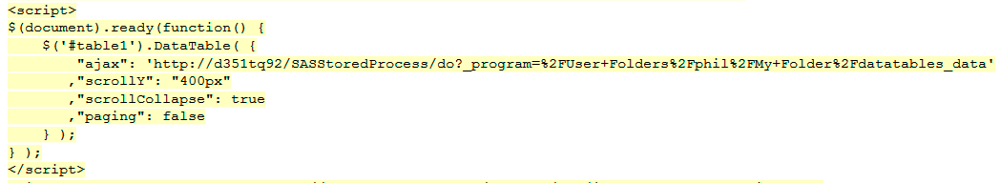 <script>
$(document).ready(function() {
    $('#table1').DataTable( {
        "ajax": 'http://d351tq92/SASStoredProcess/do?_program=%2FUser+Folders%2Fphil%2FMy+Folder%2Fdatatables_data'
       ,"scrollY": "400px"
       ,"scrollCollapse": true
       ,"paging": false
    } );
} );
</script>